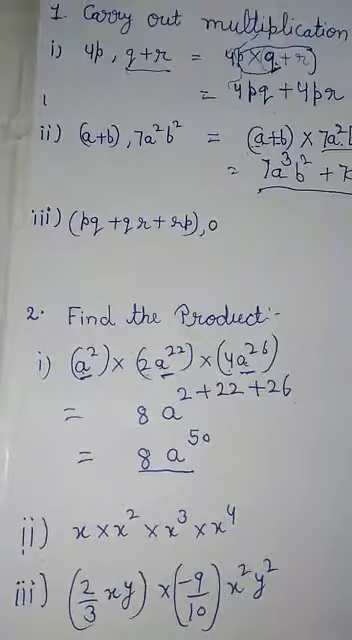 1. Carry out multiplication
i) 4p, q+r = 4p×(q+r)
= 4pq+4pr
ii) (a+b), 7a²b² = (a+b) × 7a²
= 7a³b² + 7
iii) (pq+qr+rp), 0
2. Find the Product:-
i) (a²)×(2a²²)×(4a²⁶)
= 8 a²⁺²²⁺²⁶
= 8 a⁵⁰
ii) x×x²×x³×x⁴
iii) (2/3 xy) × (-9/10) x²y²